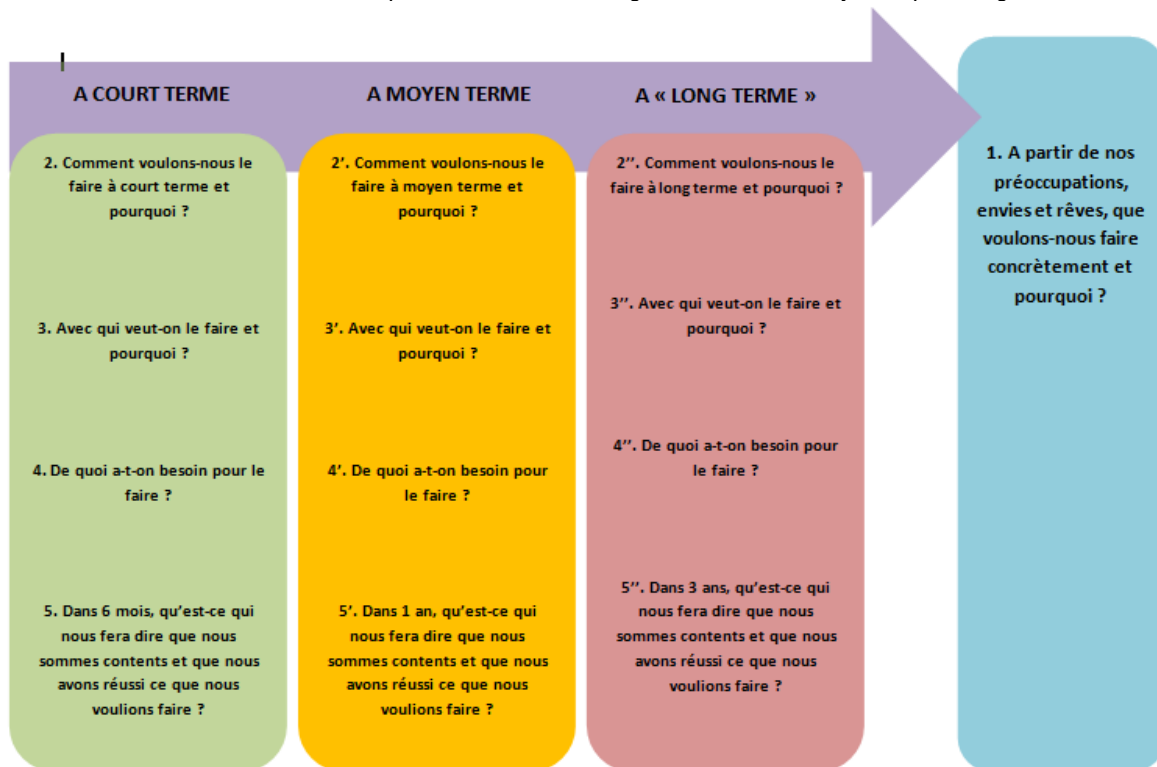 A COURT TERME
2. Comment voulons-nous le
faire à court terme et
pourquoi ?
3. Avec qui veut-on le faire et
pourquoi ?
4. De quoi a-t-on besoin pour le
faire ?
5. Dans 6 mois, qu’est-ce qui
nous fera dire que nous
sommes contents et que nous
avons réussi ce que nous
voulions faire ?
A MOYEN TERME
2’. Comment voulons-nous le
faire à moyen terme et
pourquoi ?
3’. Avec qui veut-on le faire et
pourquoi ?
4’. De quoi a-t-on besoin pour
le faire ?
5’. Dans 1 an, qu’est-ce qui
nous fera dire que nous
sommes contents et que nous
avons réussi ce que nous
voulions faire ?
A « LONG TERME »
2’’. Comment voulons-nous le
faire à long terme et pourquoi ?
3’’. Avec qui veut-on le faire et
pourquoi ?
4’’. De quoi a-t-on besoin pour
le faire ?
5’’. Dans 3 ans, qu’est-ce qui
nous fera dire que nous
sommes contents et que nous
avons réussi ce que nous
voulions faire ?
1. A partir de nos
préoccupations,
envies et rêves, que
voulons-nous faire
concrètement et
pourquoi ?